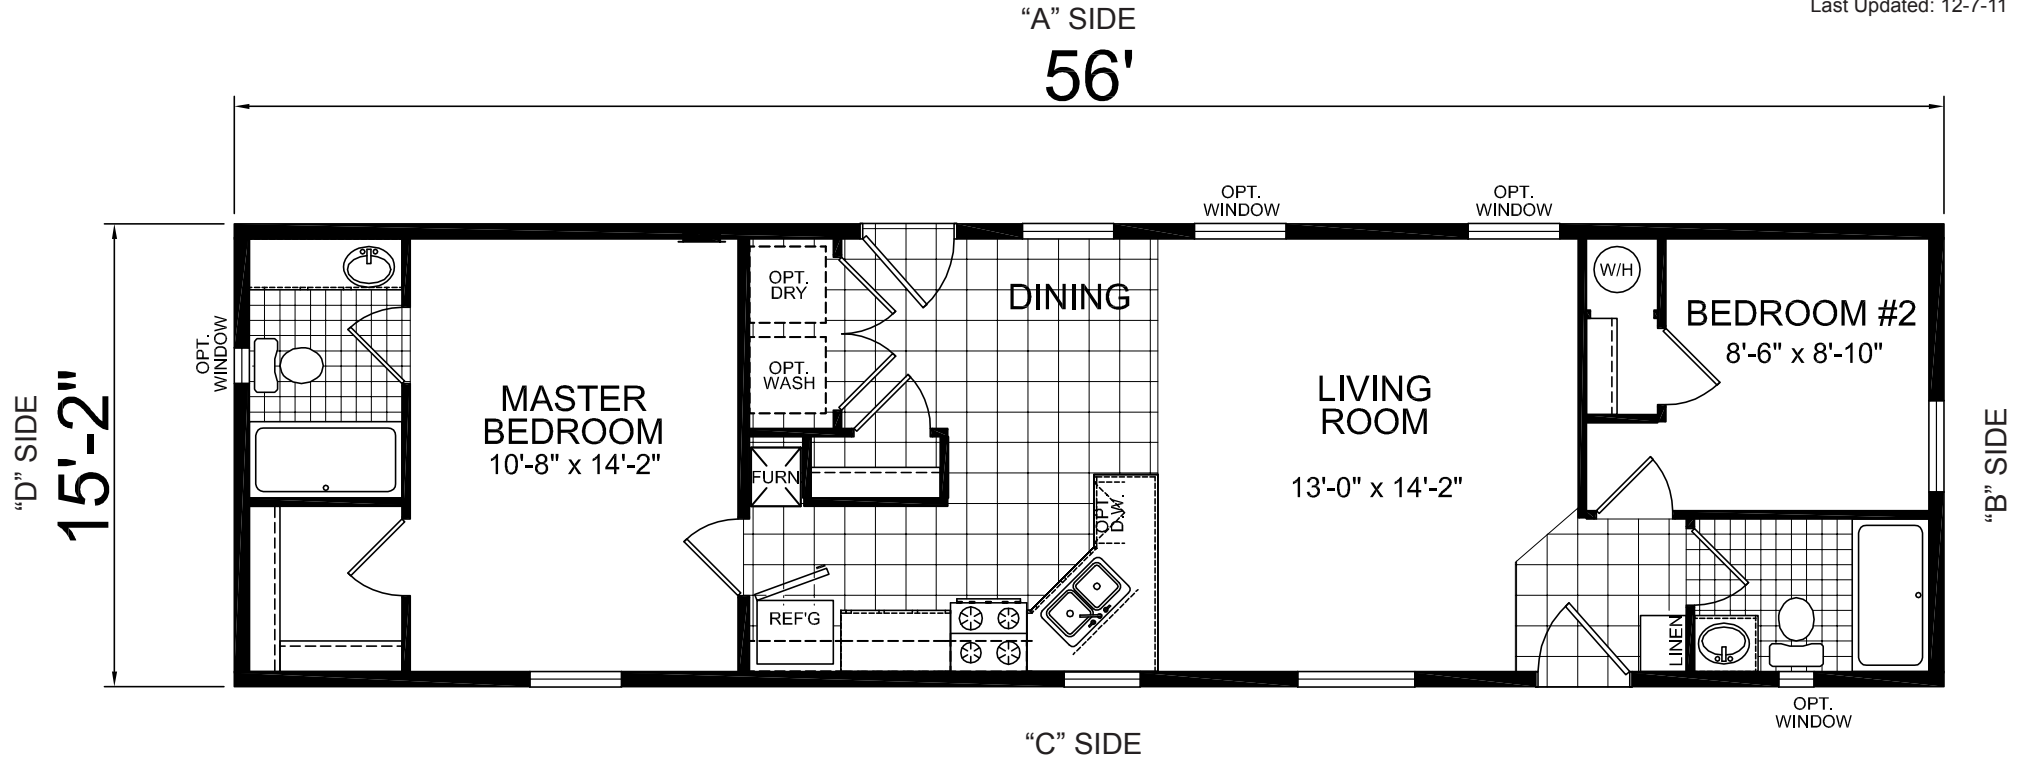 Last Updated: 12-7-11
“A” SIDE
56'
OPT.
WINDOW
OPT.
WINDOW
“D” SIDE
15'-2"
OPT.
WINDOW
MASTER
BEDROOM
10'-8" x 14'-2"
OPT.
DRY
OPT.
WASH
FURN
REF'G
DINING
OPT.
D.W.
LIVING
ROOM
13'-0" x 14'-2"
W/H
BEDROOM #2
8'-6" x 8'-10"
LINEN
“B” SIDE
OPT.
WINDOW
“C” SIDE